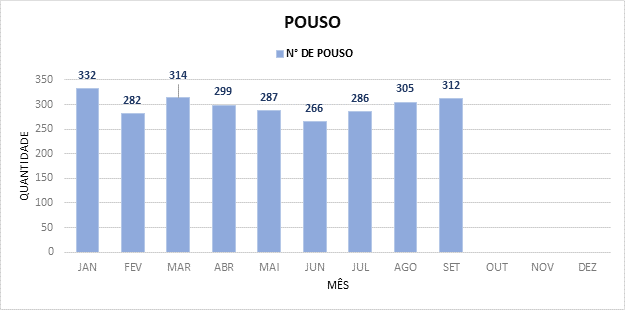 POUSO
N° DE POUSO
332 282 314 299 287 266 286 305 312
350
300
250
200
150
100
50
0
QUANTIDADE
JAN FEV MAR ABR MAI JUN JUL AGO SET OUT NOV DEZ
MÊS